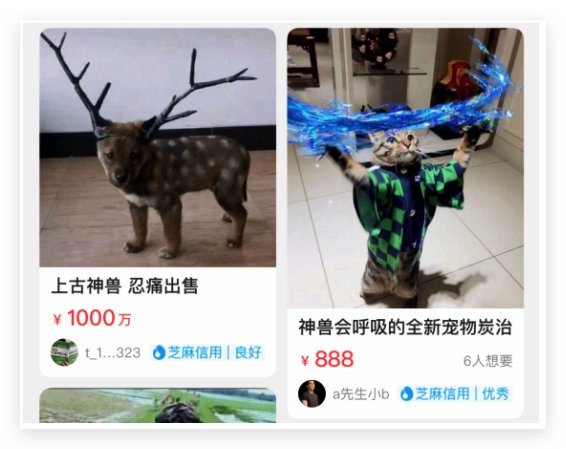 上古神兽 忍痛出售
¥1000万
t_1...323 芝麻信用|良好
神兽会呼吸的全新宠物炭治
¥888 6人想要
a先生小b 芝麻信用|优秀